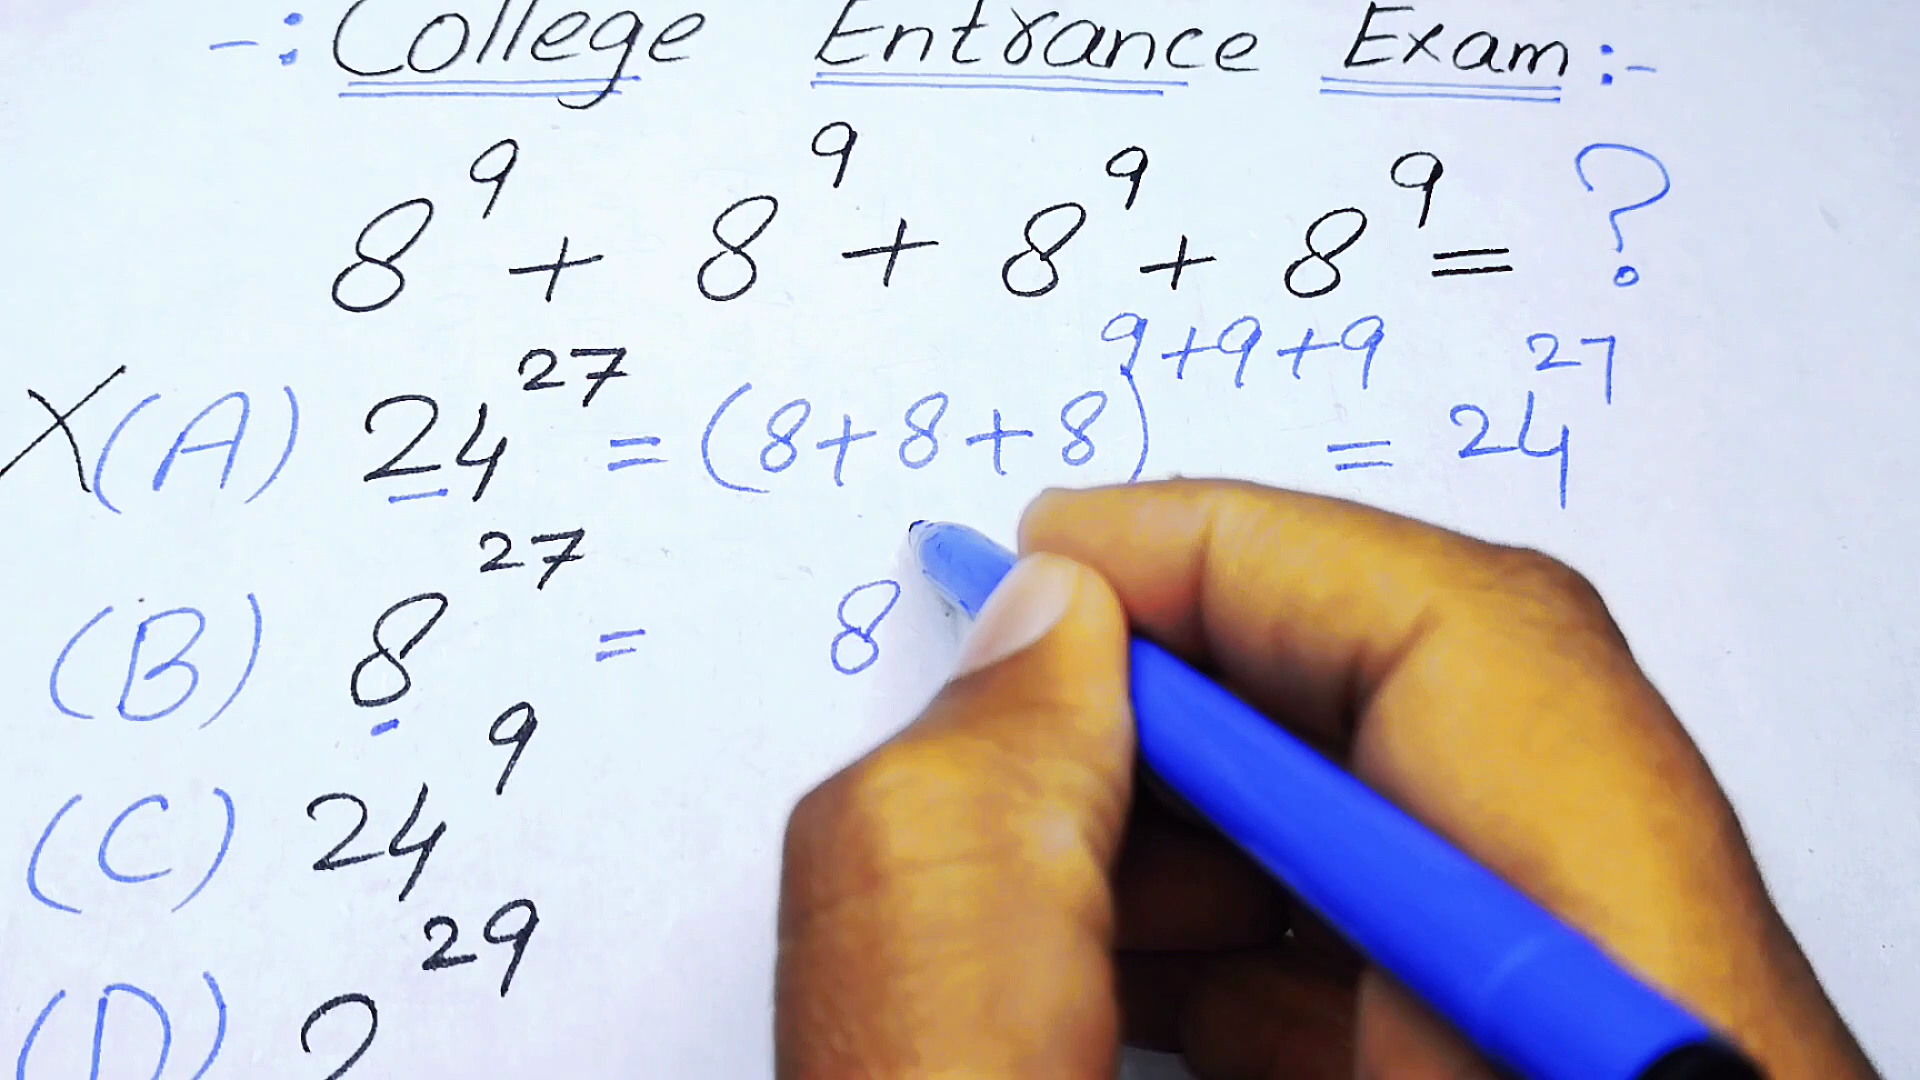 -: College Entrance Exam :-
8⁹ + 8⁹ + 8⁹ + 8⁹ = ?
X (A) 24²⁷ = (8+8+8)⁹⁺⁹⁺⁹ = 24²⁷
(B) 8²⁷ = 8
(C) 24⁹
(D) 2²⁹